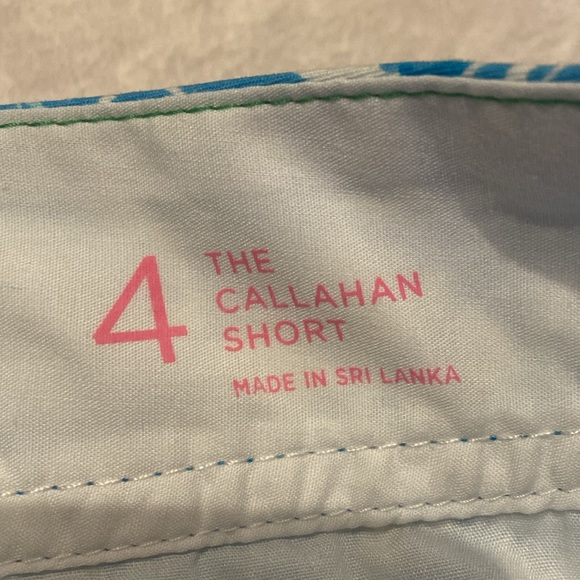 4
THE
CALLAHAN
SHORT
MADE IN SRI LANKA